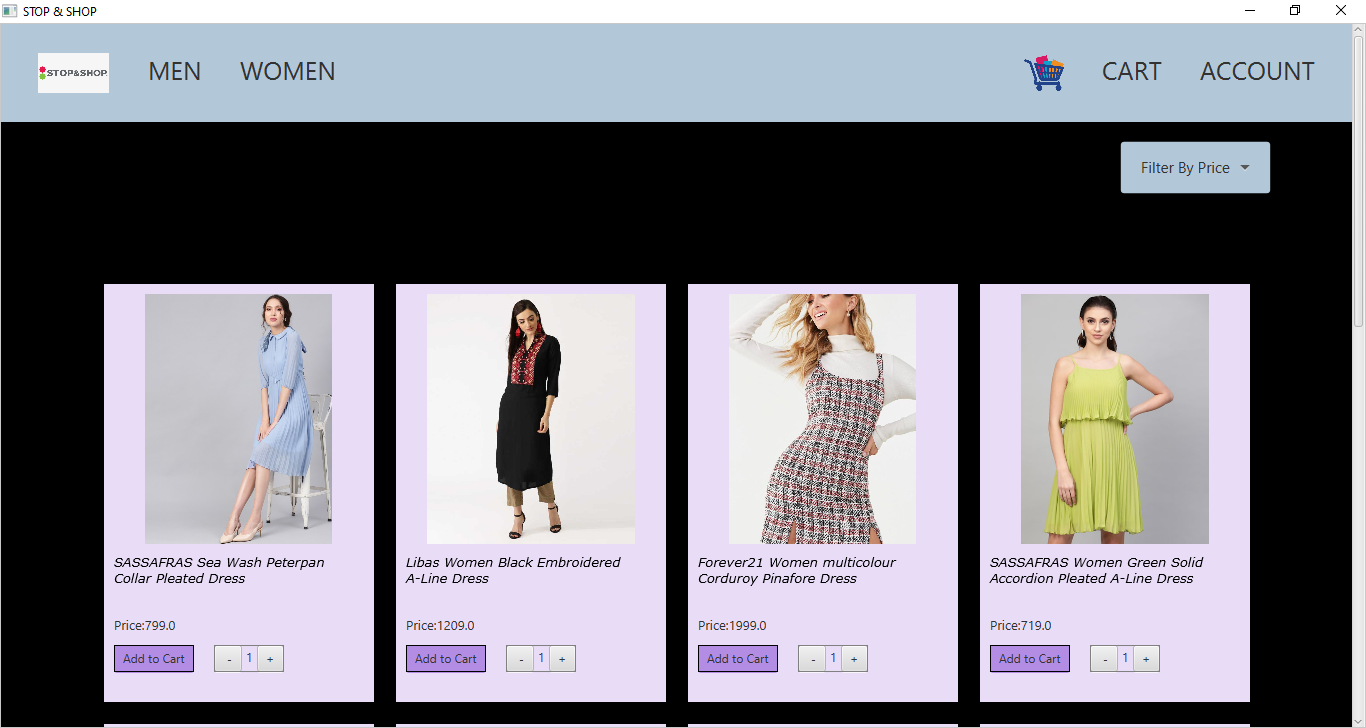 STOP & SHOP
STOP&SHOP
MEN
WOMEN
CART
ACCOUNT
Filter By Price
SASSAFRAS Sea Wash Peterpan
Collar Pleated Dress
Price:799.0
Add to Cart
- 1 +
Libas Women Black Embroidered
A-Line Dress
Price:1209.0
Add to Cart
- 1 +
Forever21 Women multicolour
Corduroy Pinafore Dress
Price:1999.0
Add to Cart
- 1 +
SASSAFRAS Women Green Solid
Accordion Pleated A-Line Dress
Price:719.0
Add to Cart
- 1 +